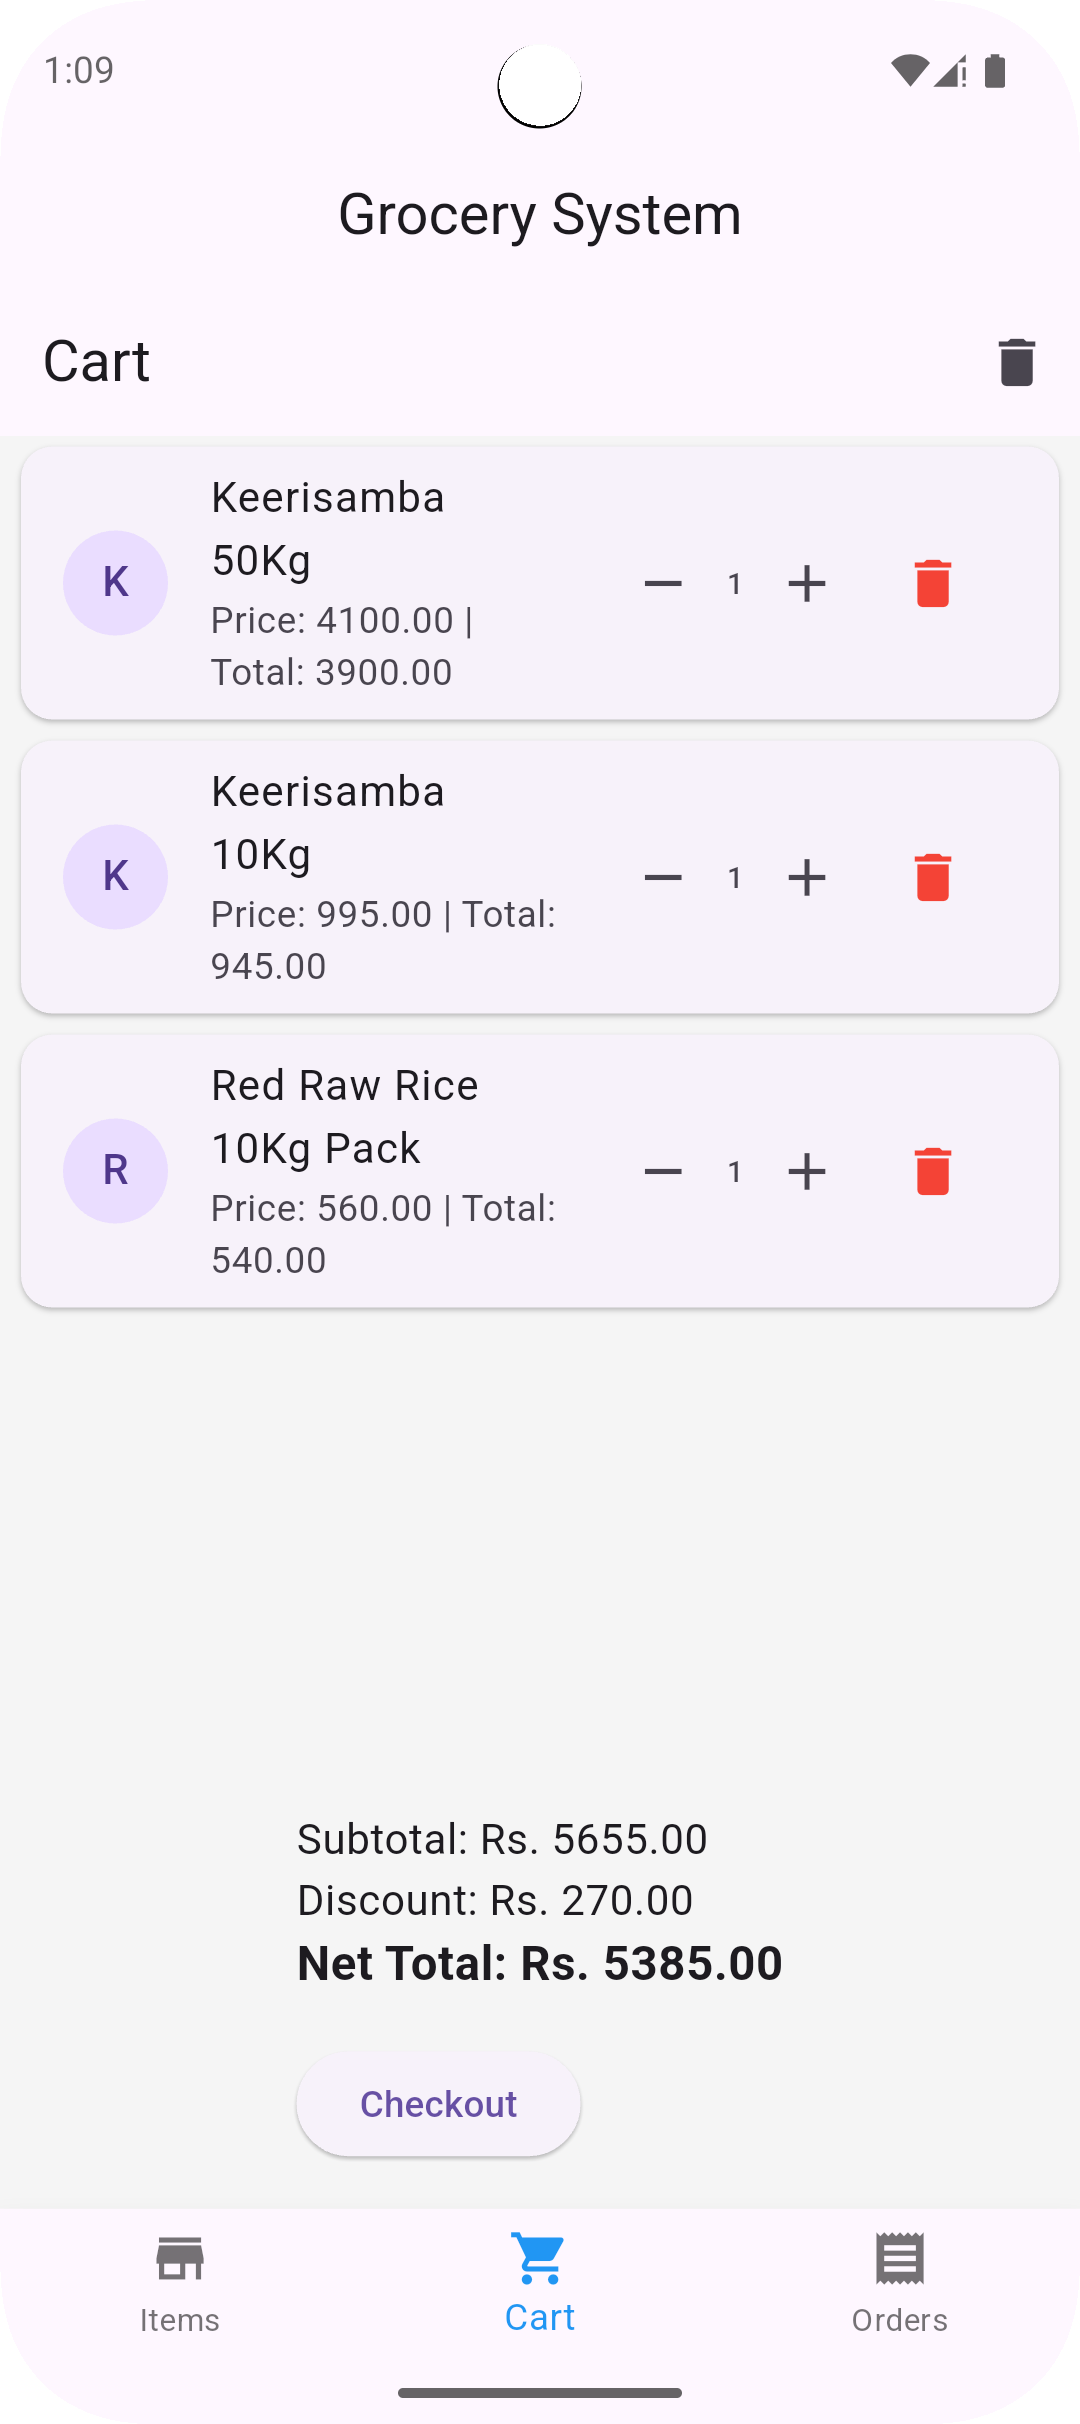 1:09
Grocery System
Cart
Keerisamba
50Kg
Price: 4100.00 |
Total: 3900.00
K
1
Keerisamba
10Kg
Price: 995.00 | Total:
945.00
K
1
Red Raw Rice
10Kg Pack
Price: 560.00 | Total:
540.00
R
1
Subtotal: Rs. 5655.00
Discount: Rs. 270.00
Net Total: Rs. 5385.00
Checkout
Items
Cart
Orders